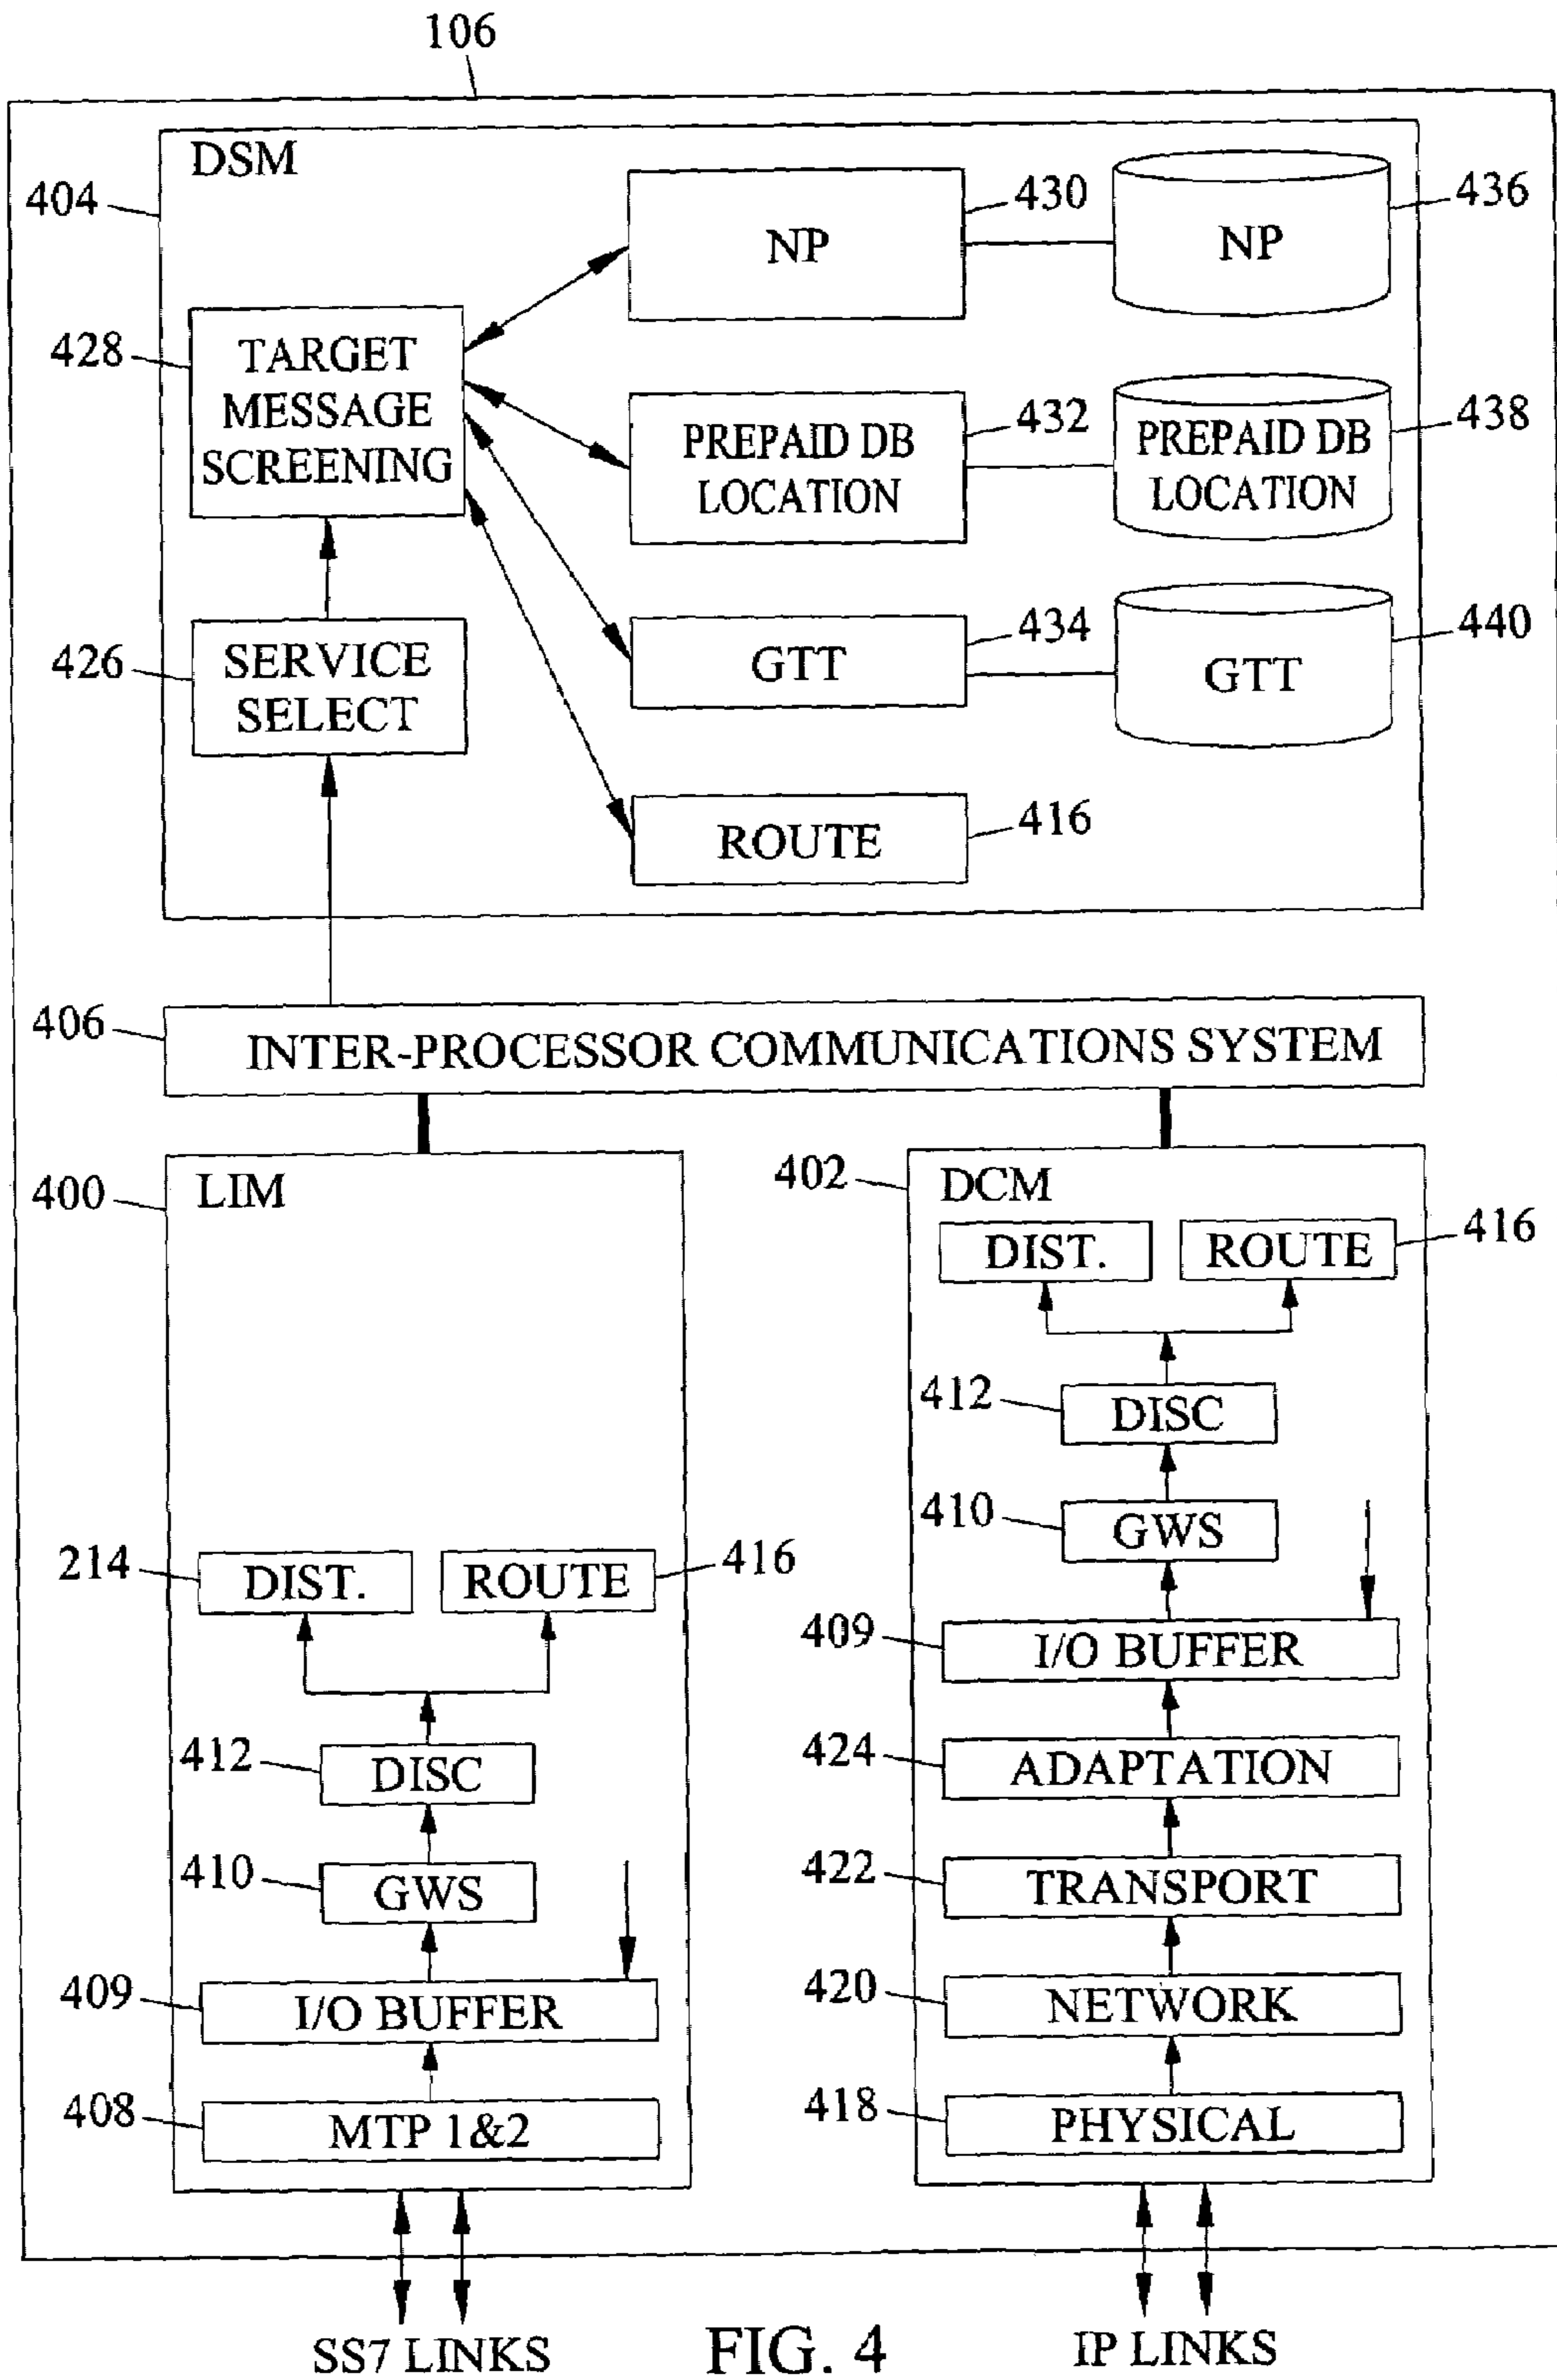 106
DSM
404
NP
430
NP
436
428
TARGET
MESSAGE
SCREENING
PREPAID DB
LOCATION
432
PREPAID DB
LOCATION
438
426
SERVICE
SELECT
GTT
434
GTT
440
ROUTE
416
406
INTER-PROCESSOR COMMUNICATIONS SYSTEM
400
LIM
214
DIST.
ROUTE
416
412
DISC
410
GWS
409
I/O BUFFER
408
MTP 1&2
SS7 LINKS
402
DCM
DIST.
ROUTE
416
412
DISC
410
GWS
409
I/O BUFFER
424
ADAPTATION
422
TRANSPORT
420
NETWORK
418
PHYSICAL
IP LINKS
FIG. 4